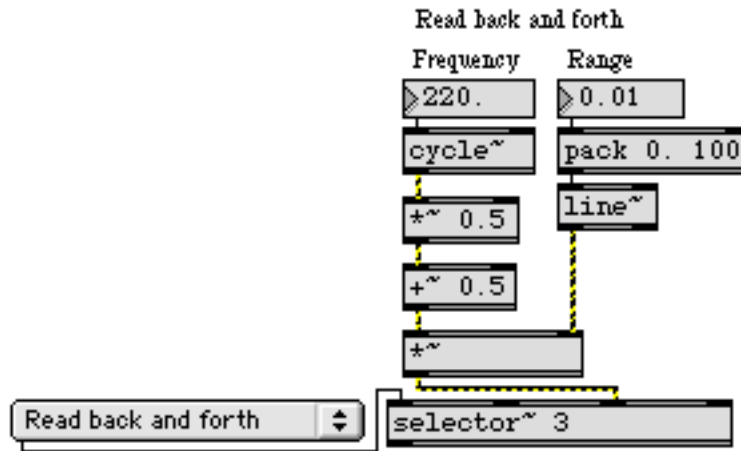 Read back and forth
Frequency Range
220. 0.01
cycle~ pack 0. 100
*~ 0.5 line~
+~ 0.5
*~
Read back and forth selector~ 3